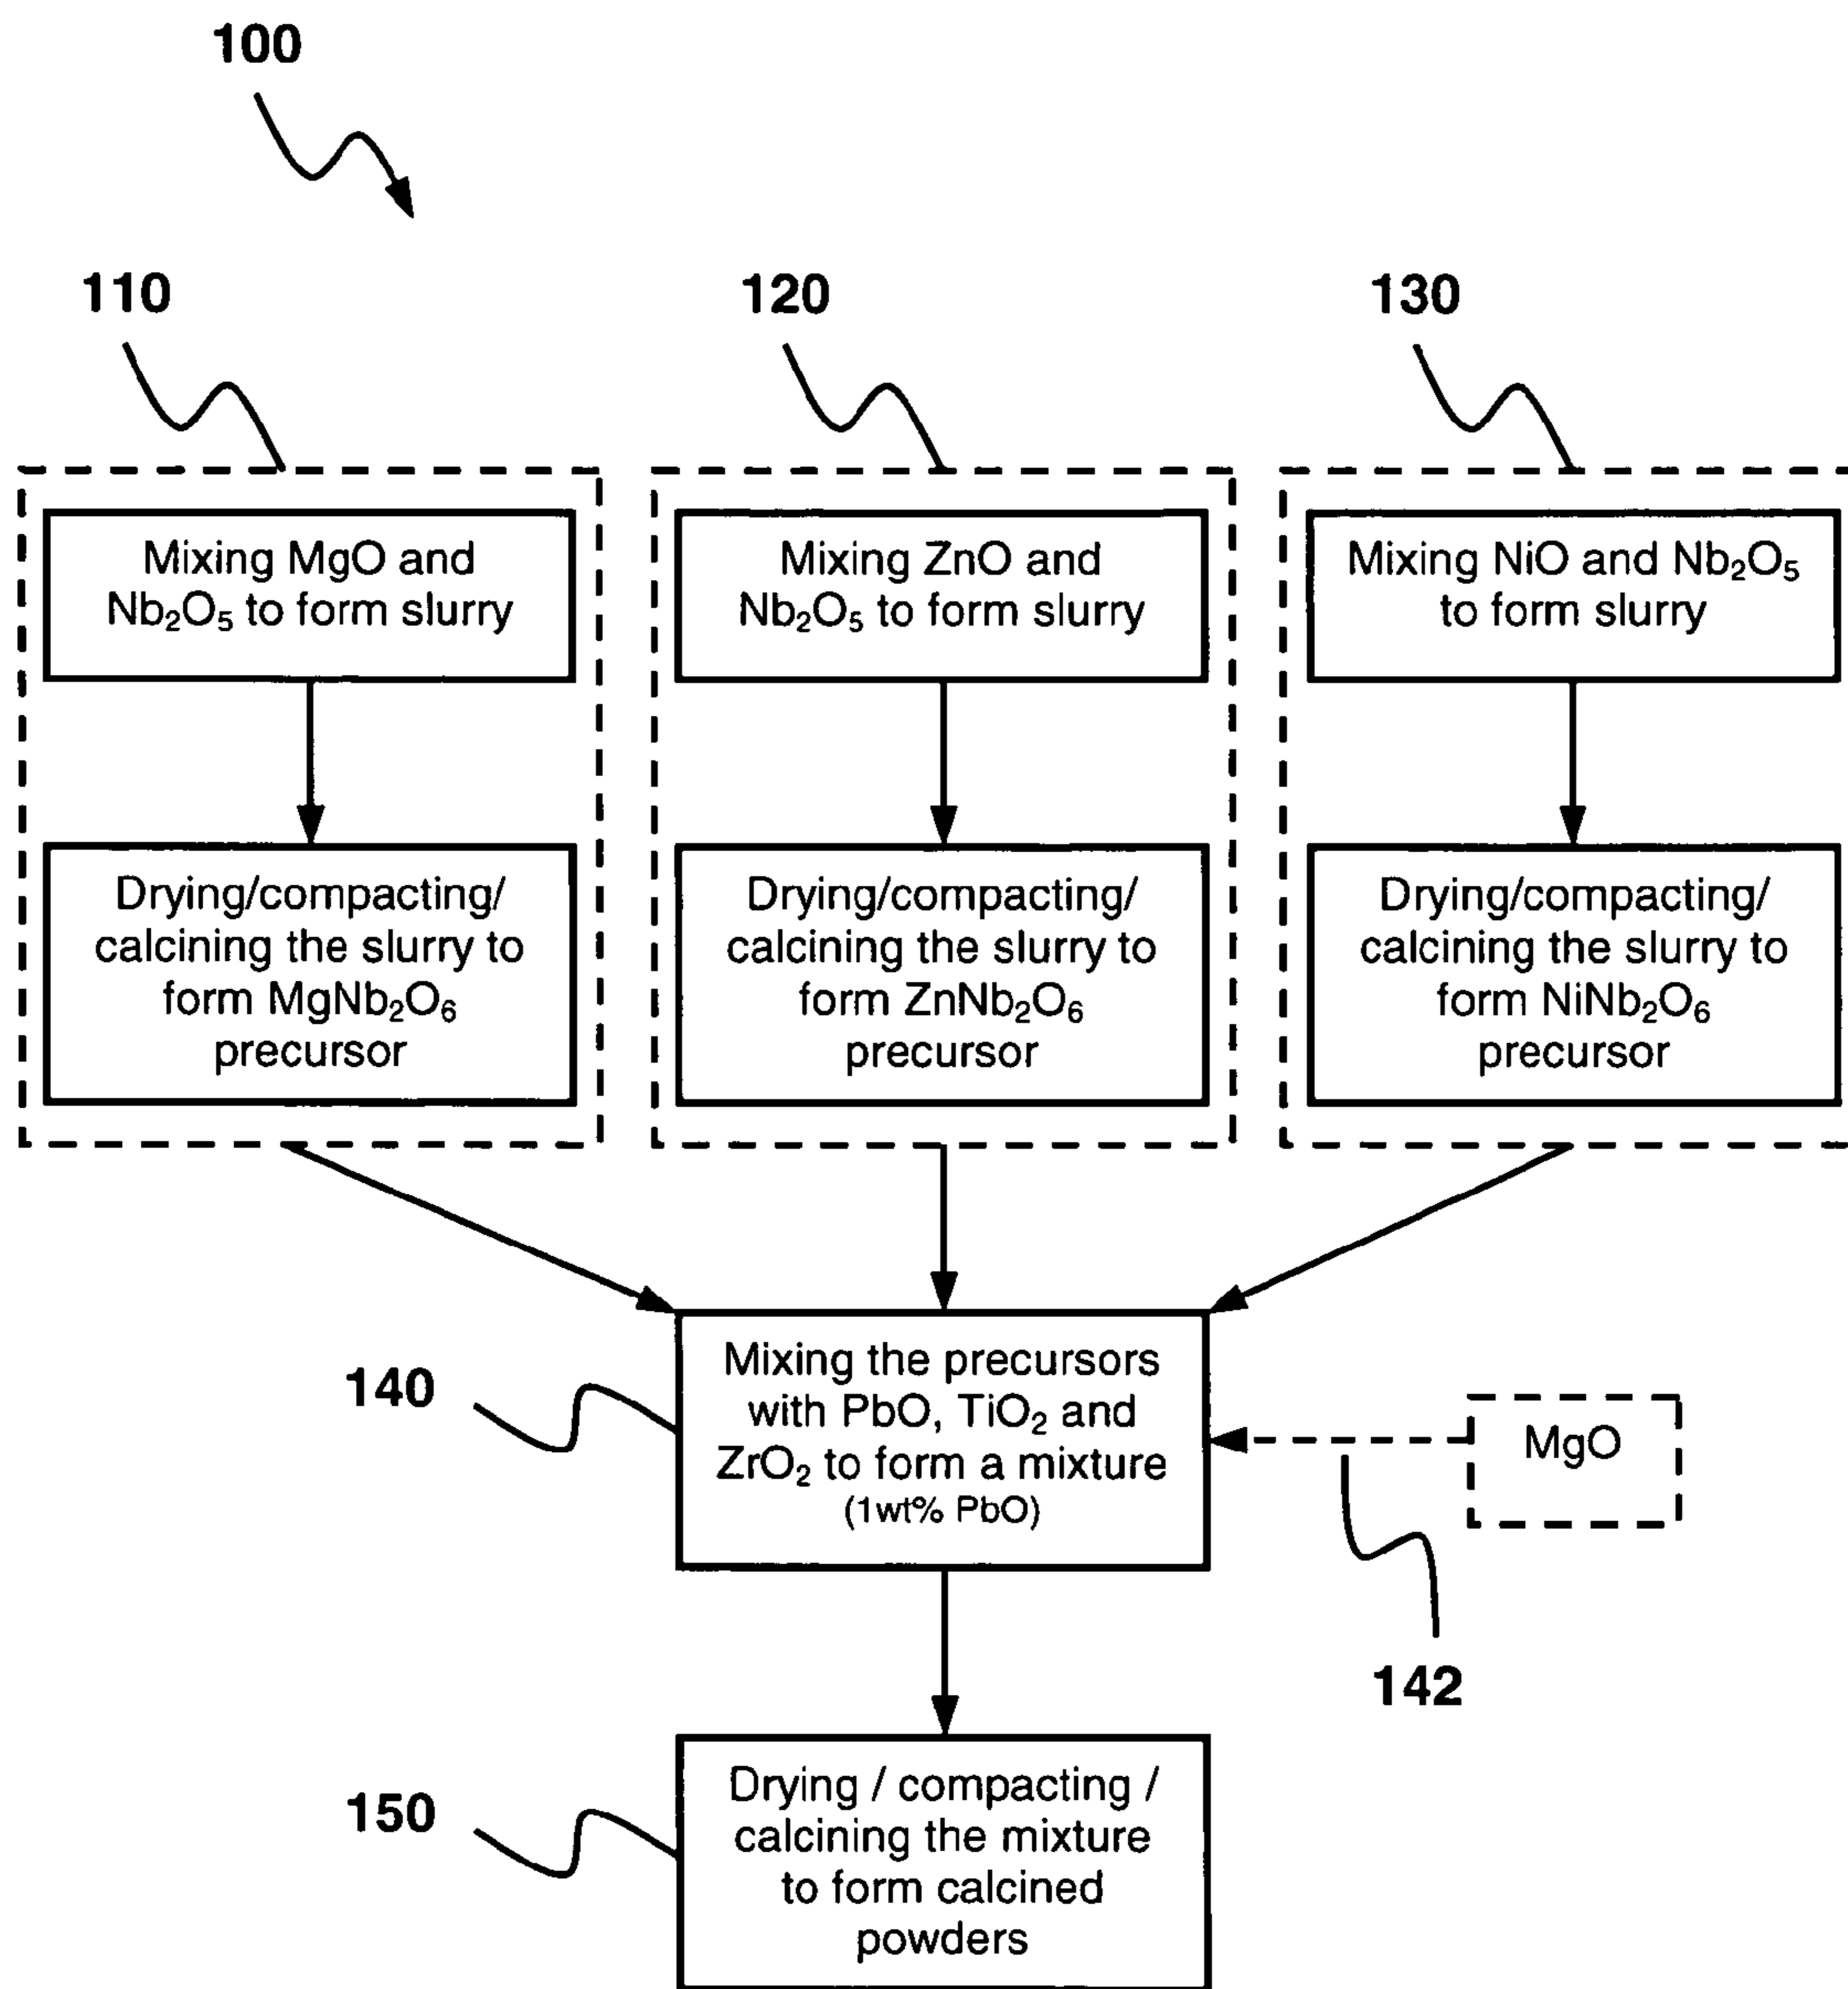 100
110
120
130
Mixing MgO and
Nb₂O₅ to form slurry
Mixing ZnO and
Nb₂O₅ to form slurry
Mixing NiO and Nb₂O₅
to form slurry
Drying/compacting/
calcining the slurry to
form MgNb₂O₆
precursor
Drying/compacting/
calcining the slurry to
form ZnNb₂O₆
precursor
Drying/compacting/
calcining the slurry to
form NiNb₂O₆
precursor
140
Mixing the precursors
with PbO, TiO₂ and
ZrO₂ to form a mixture
(1wt% PbO)
MgO
142
150
Drying / compacting /
calcining the mixture
to form calcined
powders